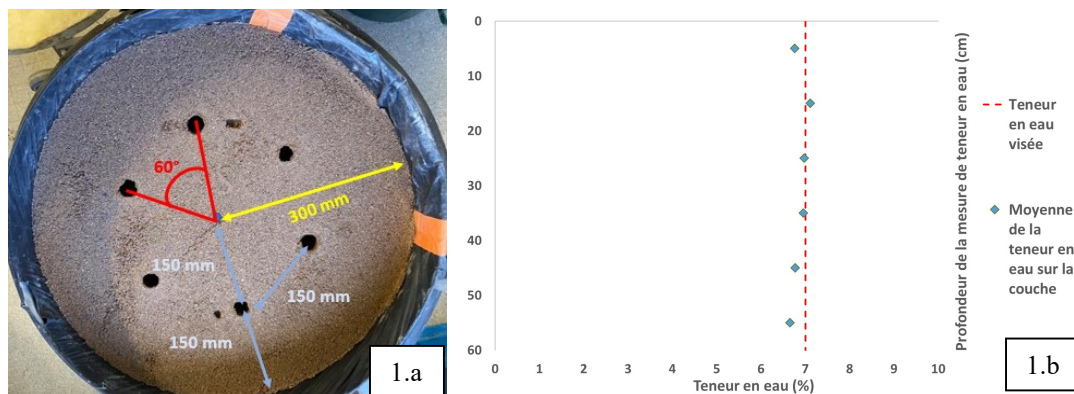 60°
300 mm
150 mm
150 mm
150 mm
1.a
0
10
20
30
40
50
60
0 1 2 3 4 5 6 7 8 9 10
Teneur en eau (%)
Profondeur de la mesure de teneur en eau (cm)
Teneur
en eau
visée
Moyenne
de la
teneur en
eau sur la
couche
1.b